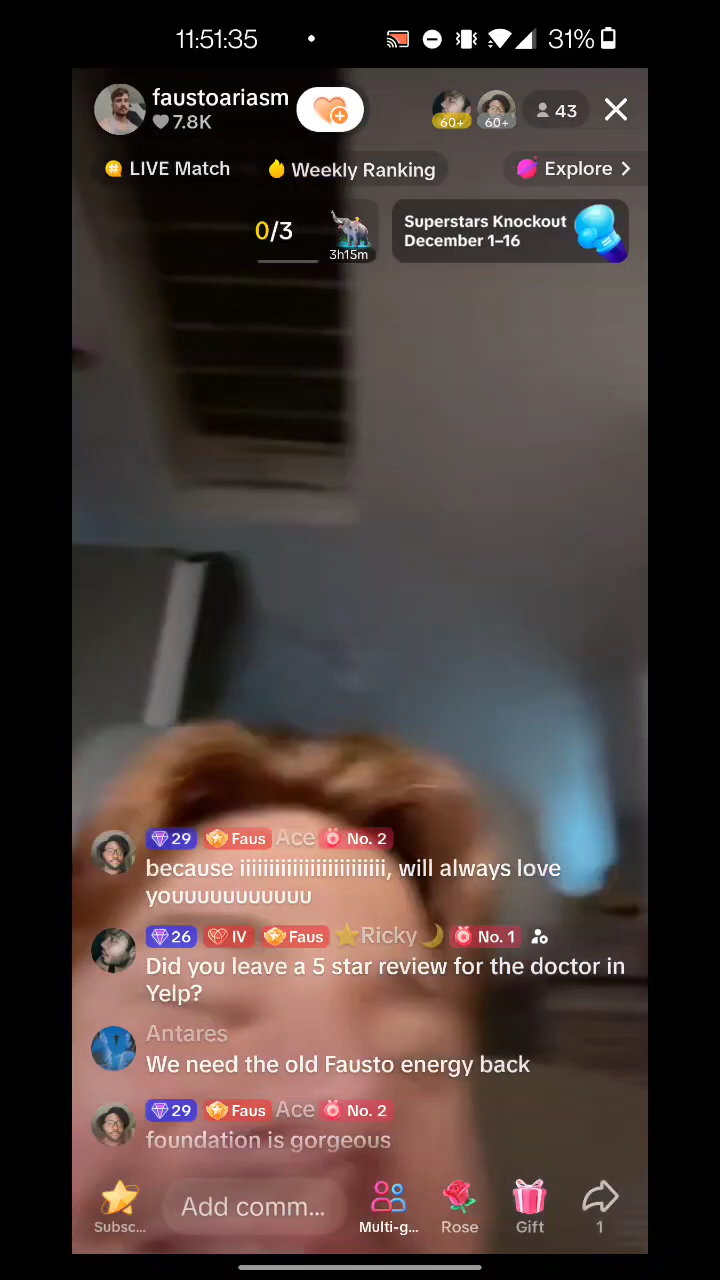 11:51:35
31%
faustoariasm
7.8K
60+
60+
43
LIVE Match
Weekly Ranking
Explore
0/3
3h15m
Superstars Knockout
December 1–16
29 Faus Ace No. 2
because iiiiiiiiiiiiiiiiiiiiiiiii, will always love
youuuuuuuuuuu
26 IV Faus ⭐Ricky🌙 No. 1
Did you leave a 5 star review for the doctor in
Yelp?
Antares
We need the old Fausto energy back
29 Faus Ace No. 2
foundation is gorgeous
Subsc...
Add comm...
Multi-g...
Rose
Gift
1